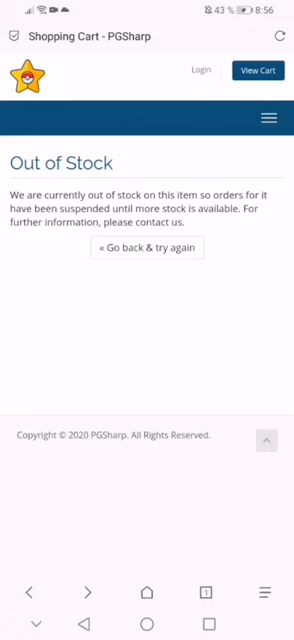 43 % 8:56
Shopping Cart - PGSharp
Login
View Cart
Out of Stock
We are currently out of stock on this item so orders for it
have been suspended until more stock is available. For
further information, please contact us.
« Go back & try again
Copyright © 2020 PGSharp. All Rights Reserved.
1